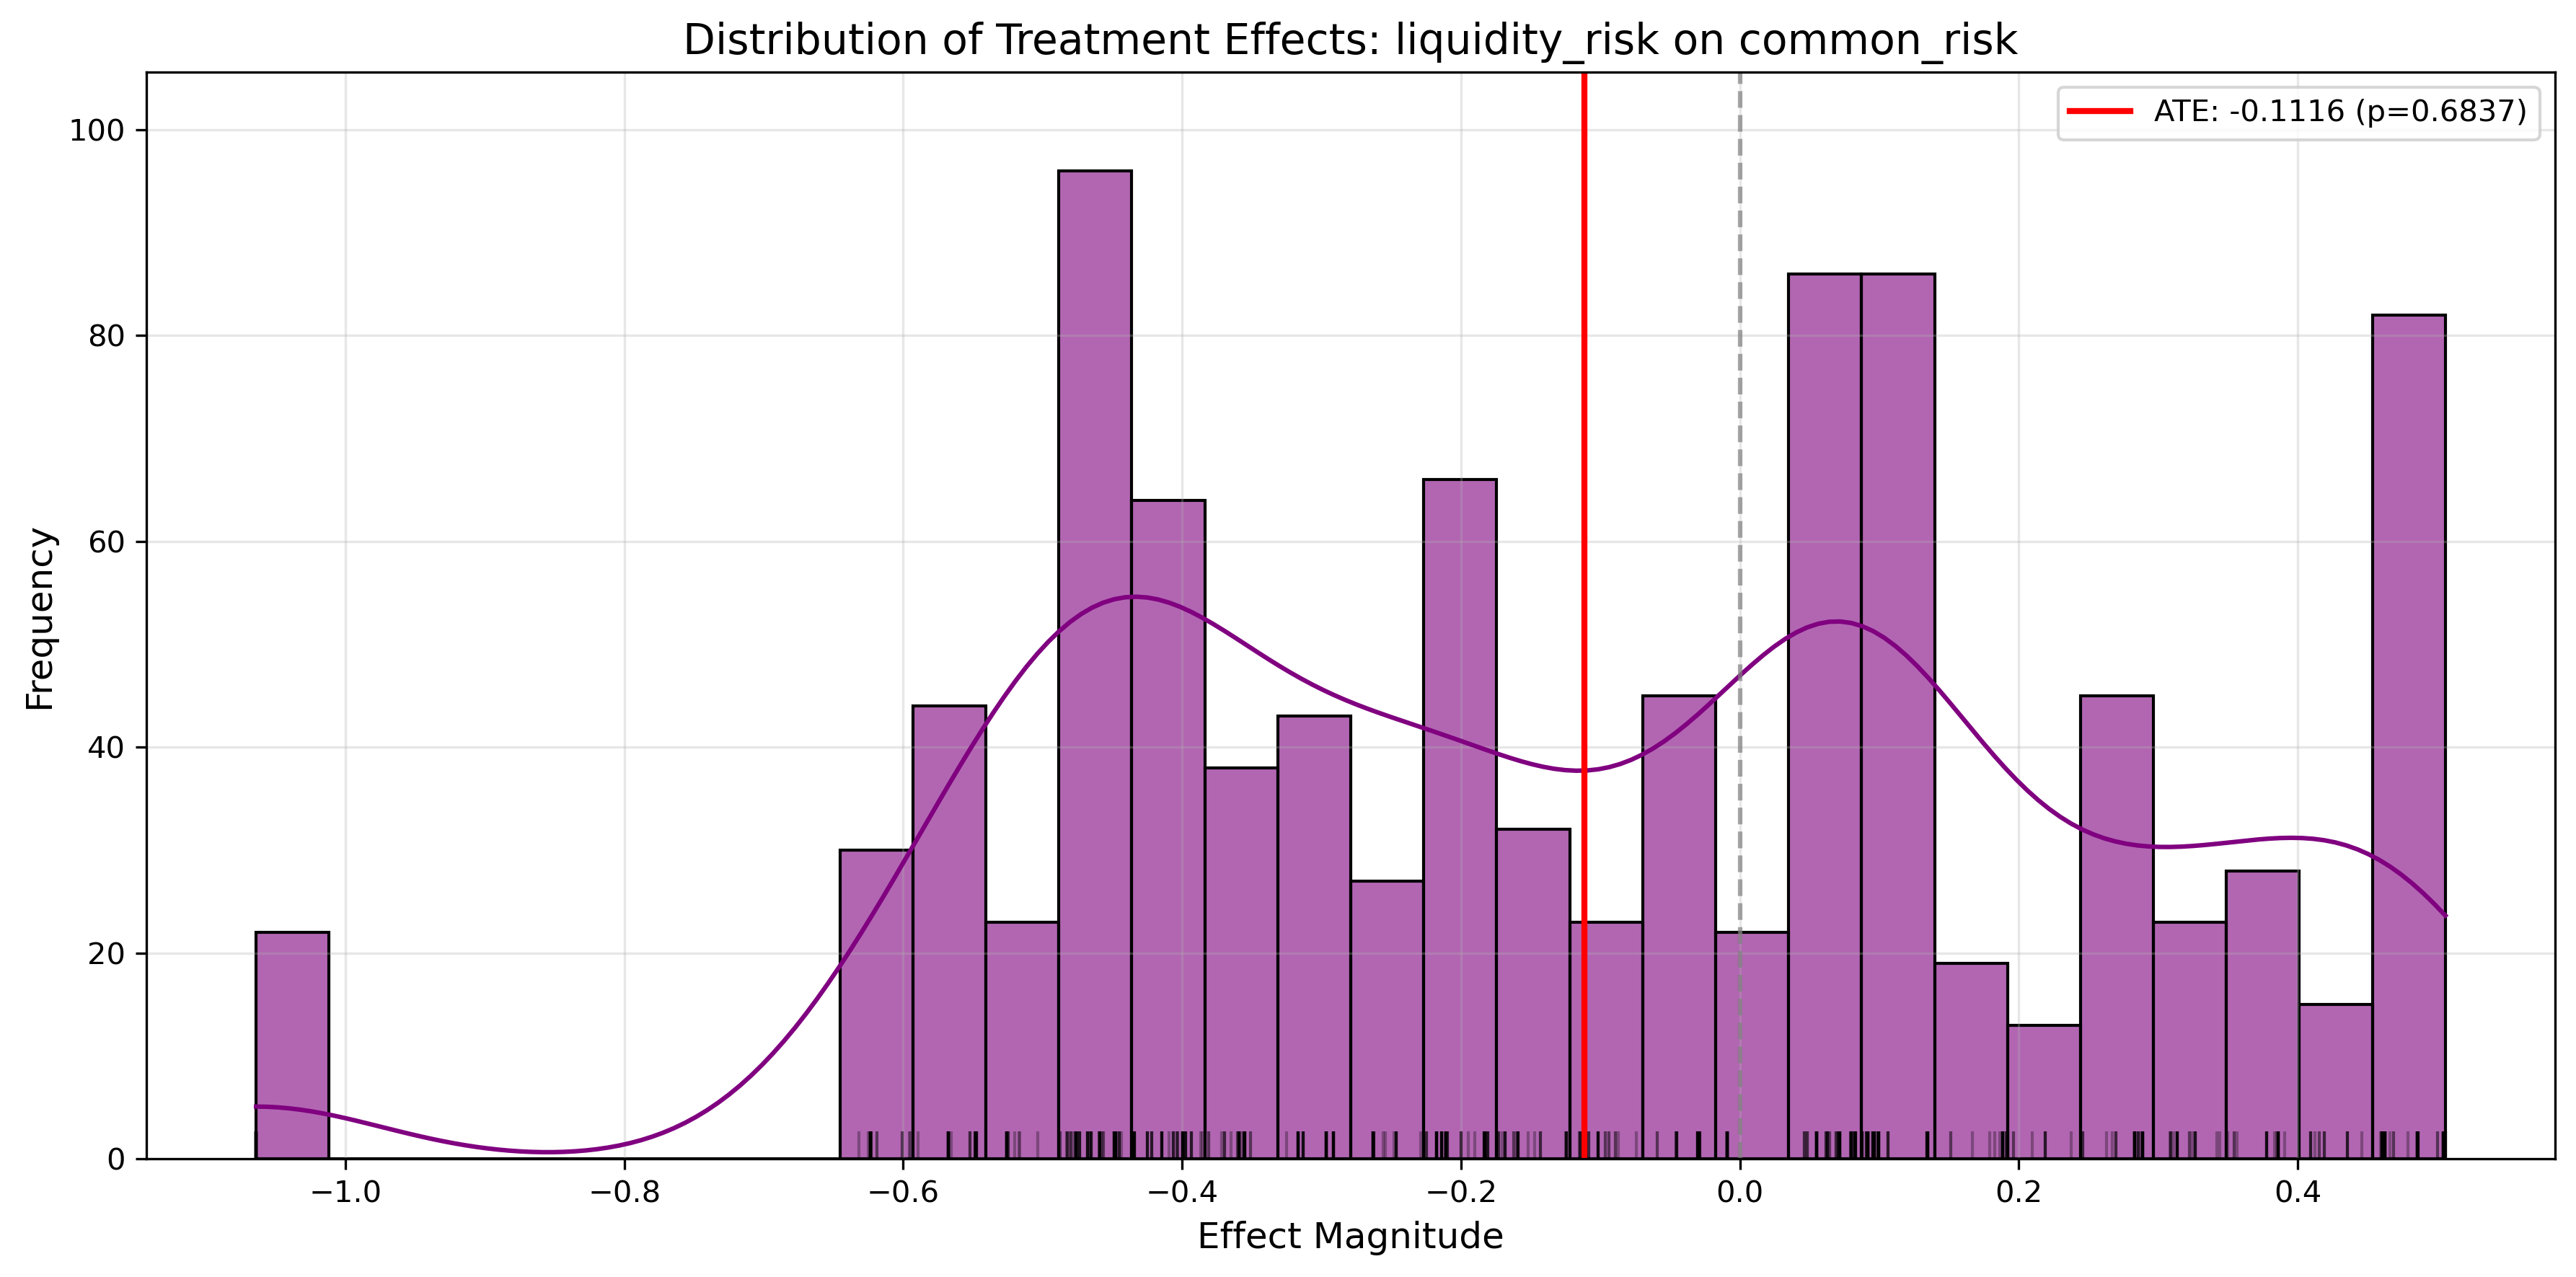 Distribution of Treatment Effects: liquidity_risk on common_risk
ATE: -0.1116 (p=0.6837)
Frequency
100
80
60
40
20
0
−1.0 −0.8 −0.6 −0.4 −0.2 0.0 0.2 0.4
Effect Magnitude